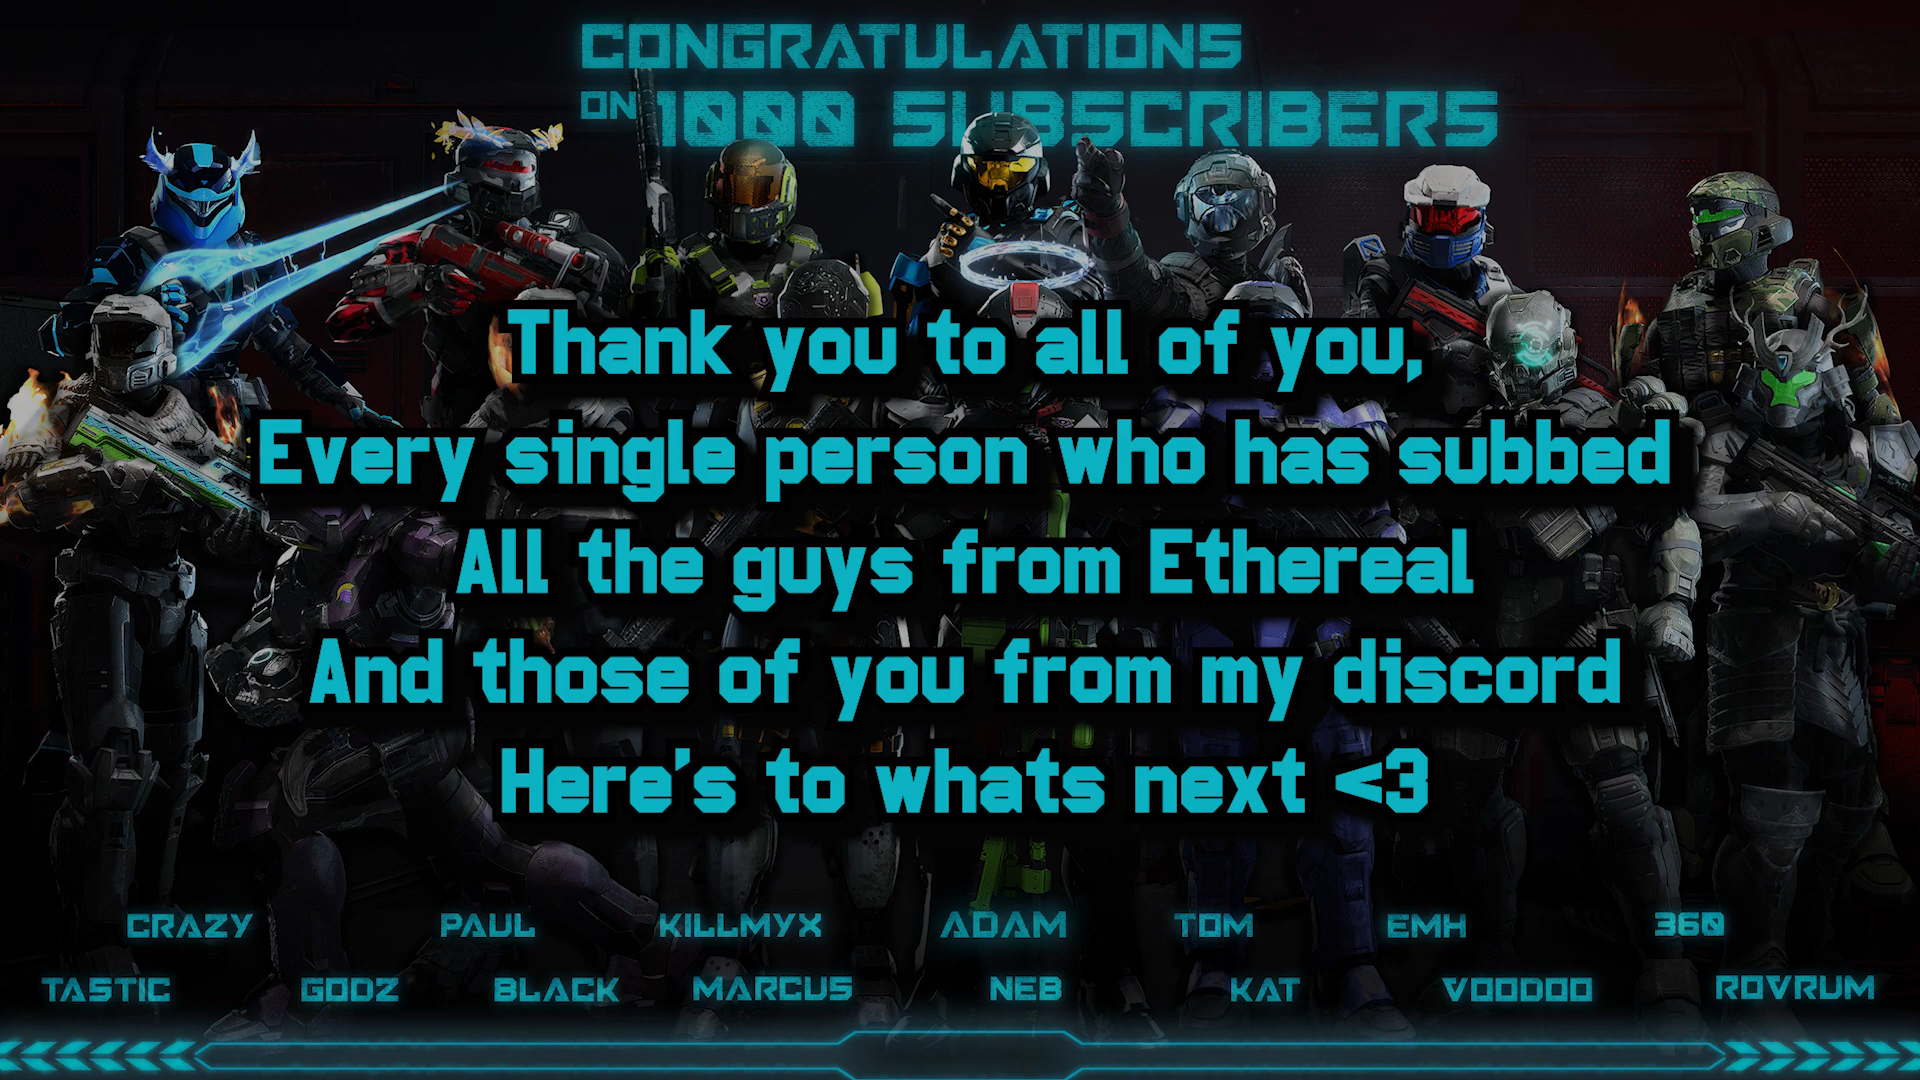 CONGRATULATIONS
ON 1000 SUBSCRIBERS
Thank you to all of you,
Every single person who has subbed
All the guys from Ethereal
And those of you from my discord
Here's to whats next <3
CRAZY PAUL KILLMYX ADAM TOM EMH 360
TASTIC GODZ BLACK MARCUS NEB KAT VOODOO ROVRUM